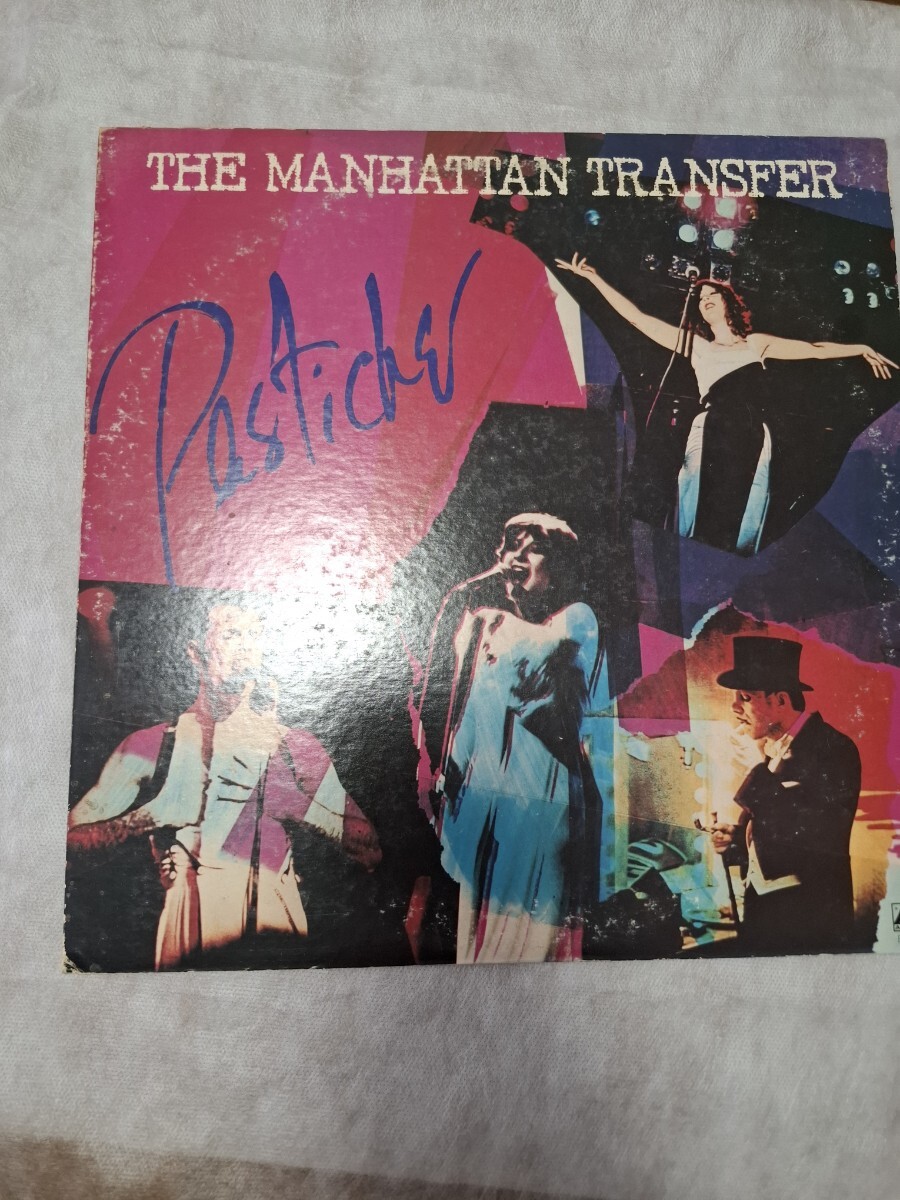 THE MANHATTAN TRANSFER
Pastiche